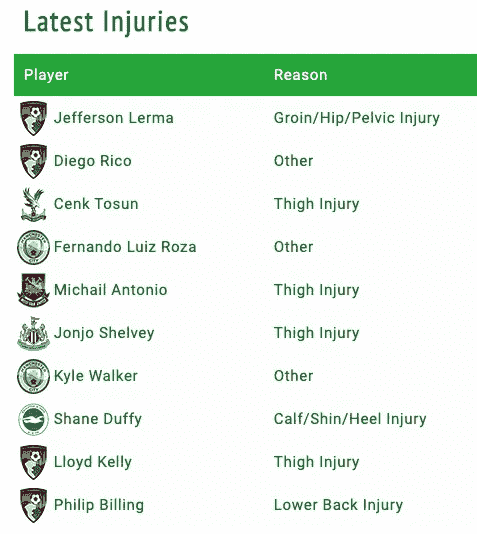 Latest Injuries
Player Reason
Jefferson Lerma Groin/Hip/Pelvic Injury
Diego Rico Other
Cenk Tosun Thigh Injury
Fernando Luiz Roza Other
Michail Antonio Thigh Injury
Jonjo Shelvey Thigh Injury
Kyle Walker Other
Shane Duffy Calf/Shin/Heel Injury
Lloyd Kelly Thigh Injury
Philip Billing Lower Back Injury